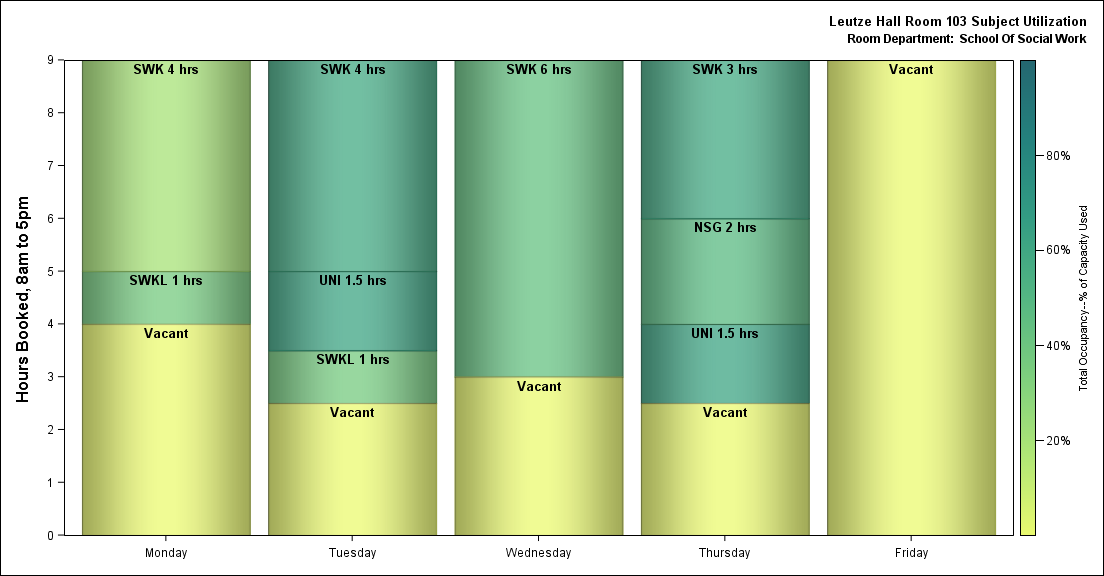 Leutze Hall Room 103 Subject Utilization
Room Department: School Of Social Work
Hours Booked, 8am to 5pm
9
8
7
6
5
4
3
2
1
0
SWK 4 hrs
SWKL 1 hrs
Vacant
SWK 4 hrs
UNI 1.5 hrs
SWKL 1 hrs
Vacant
SWK 6 hrs
Vacant
SWK 3 hrs
NSG 2 hrs
UNI 1.5 hrs
Vacant
Vacant
Monday
Tuesday
Wednesday
Thursday
Friday
80%
60%
40%
20%
Total Occupancy--% of Capacity Used